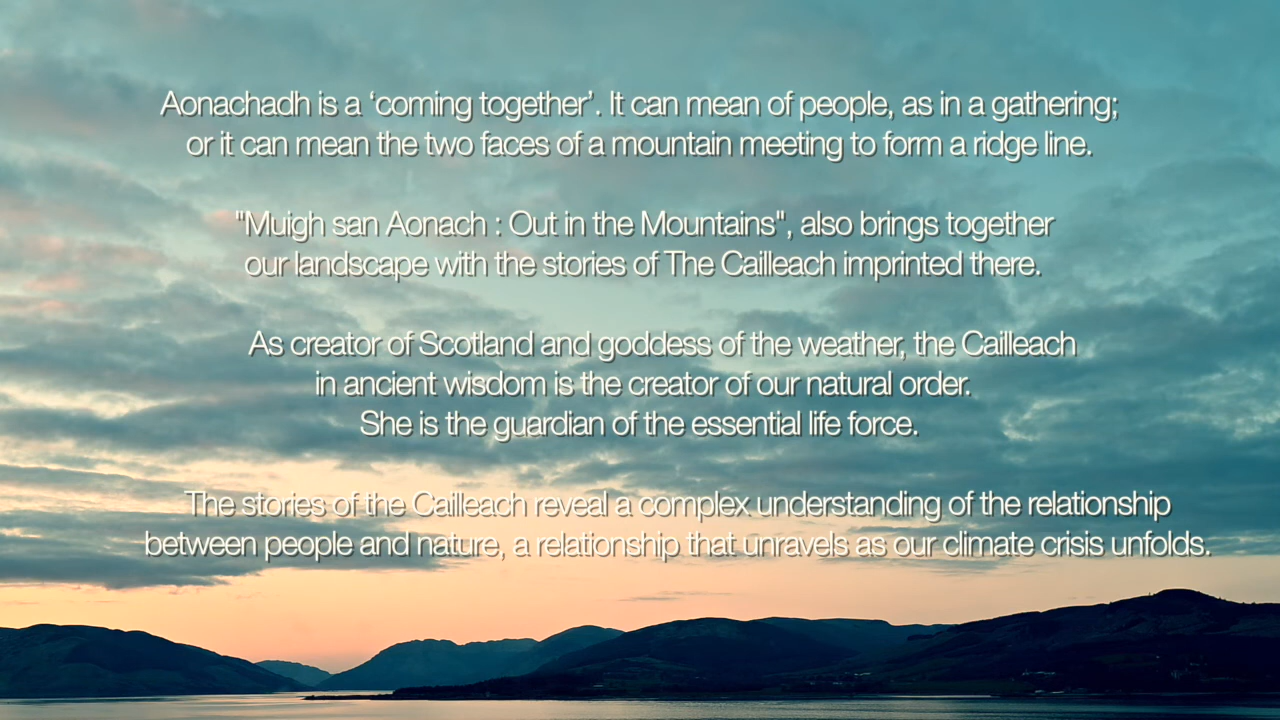 Aonachadh is a ‘coming together’. It can mean of people, as in a gathering;
or it can mean the two faces of a mountain meeting to form a ridge line.
"Muigh san Aonach : Out in the Mountains", also brings together
our landscape with the stories of The Cailleach imprinted there.
As creator of Scotland and goddess of the weather, the Cailleach
in ancient wisdom is the creator of our natural order.
She is the guardian of the essential life force.
The stories of the Cailleach reveal a complex understanding of the relationship
between people and nature, a relationship that unravels as our climate crisis unfolds.